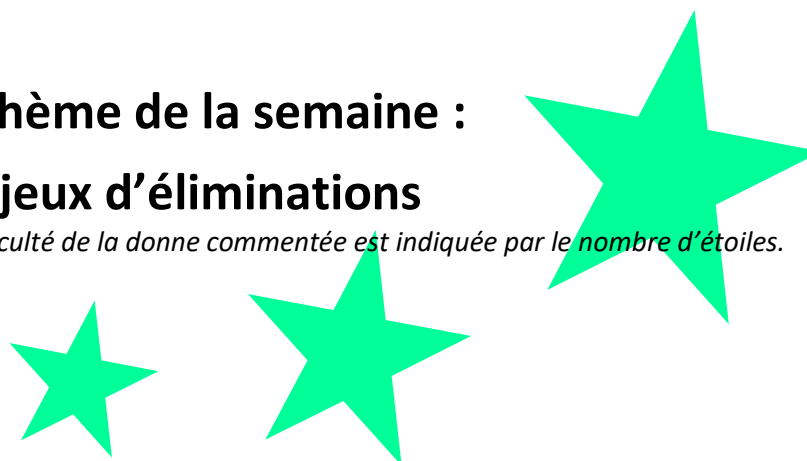 hème de la semaine :
jeux d’éliminations
culté de la donne commentée est indiquée par le nombre d’étoiles.